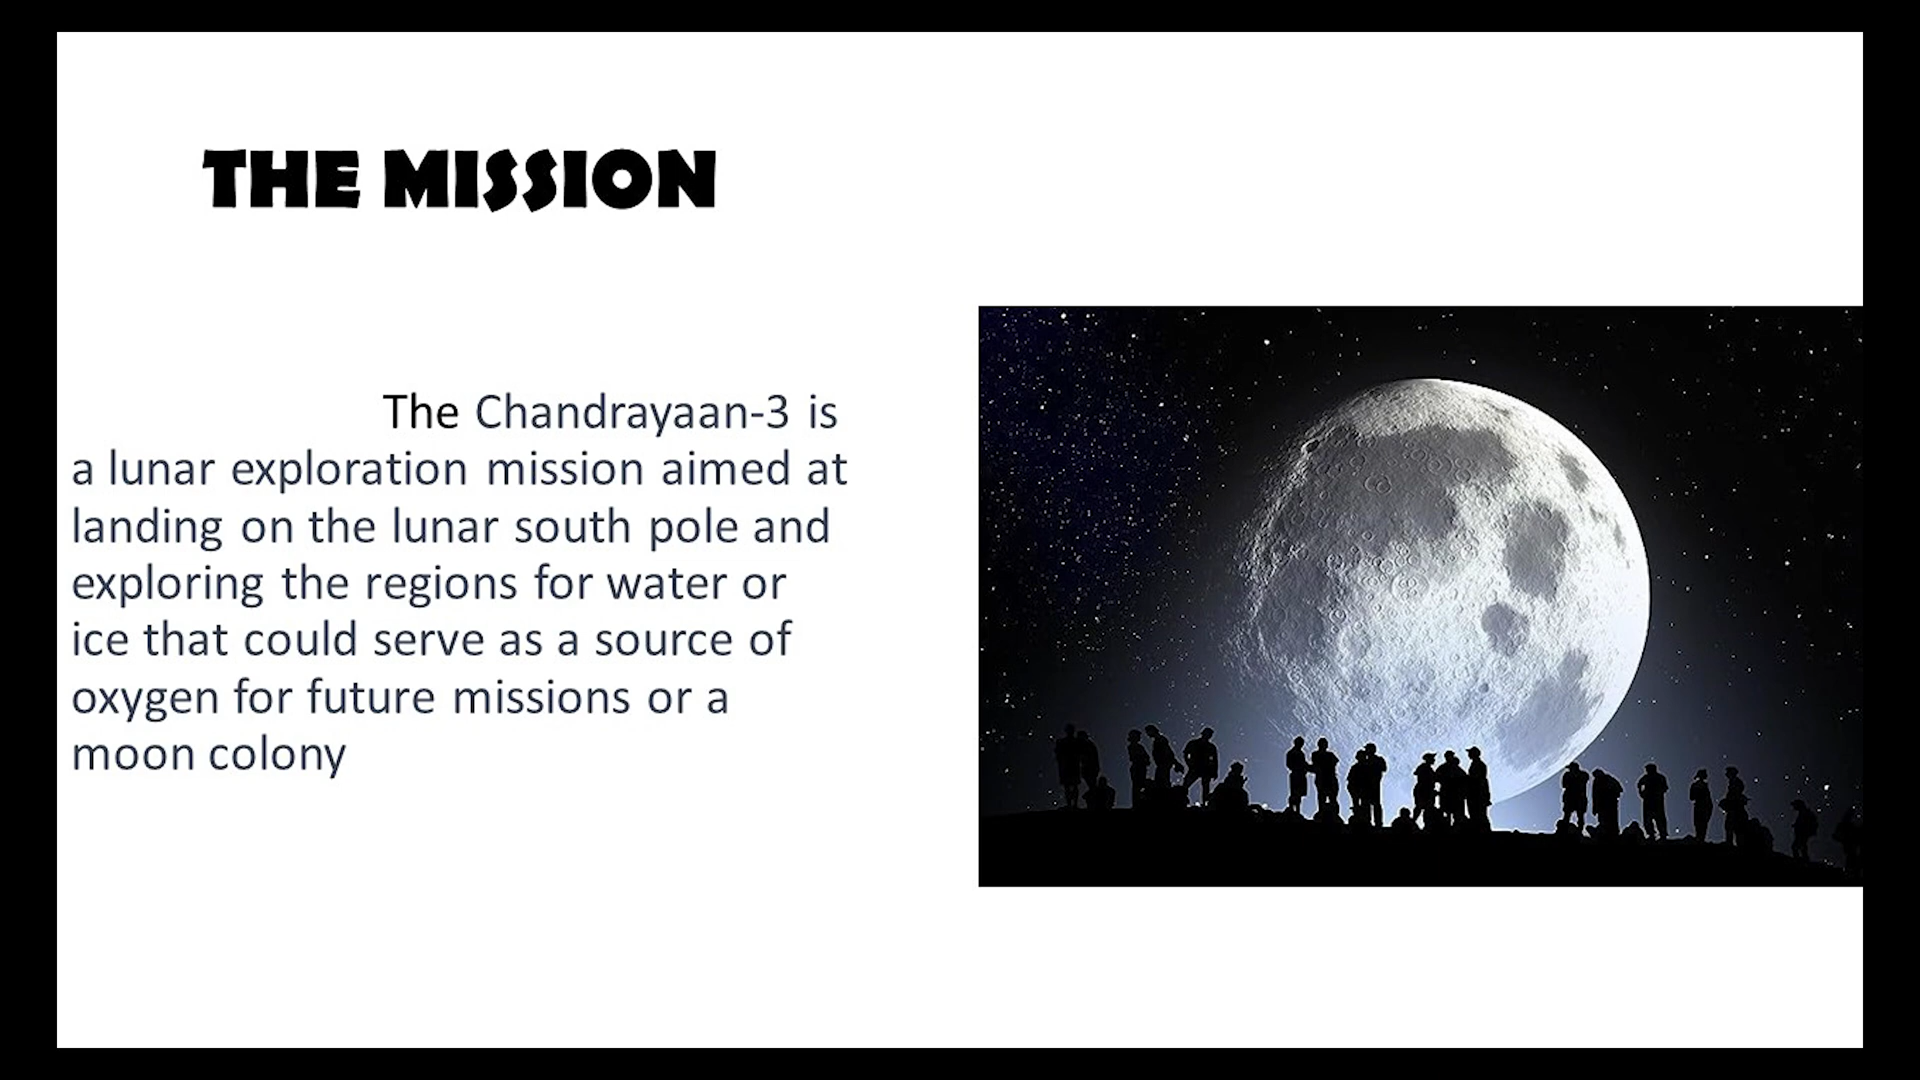 THE MISSION
The Chandrayaan-3 is
a lunar exploration mission aimed at
landing on the lunar south pole and
exploring the regions for water or
ice that could serve as a source of
oxygen for future missions or a
moon colony